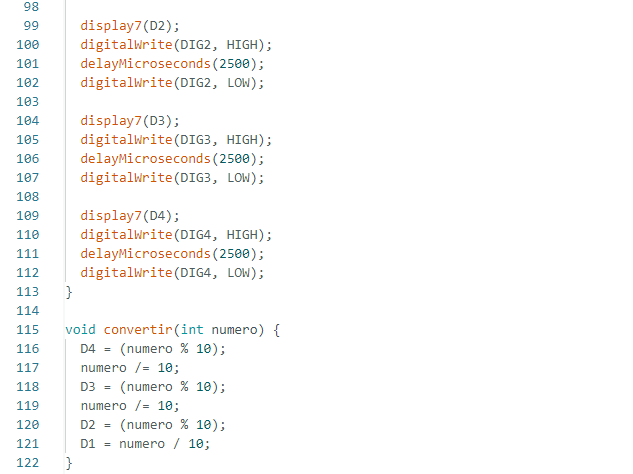 98
99 display7(D2);
100 digitalWrite(DIG2, HIGH);
101 delayMicroseconds(2500);
102 digitalWrite(DIG2, LOW);
103
104 display7(D3);
105 digitalWrite(DIG3, HIGH);
106 delayMicroseconds(2500);
107 digitalWrite(DIG3, LOW);
108
109 display7(D4);
110 digitalWrite(DIG4, HIGH);
111 delayMicroseconds(2500);
112 digitalWrite(DIG4, LOW);
113 }
114
115 void convertir(int numero) {
116 D4 = (numero % 10);
117 numero /= 10;
118 D3 = (numero % 10);
119 numero /= 10;
120 D2 = (numero % 10);
121 D1 = numero / 10;
122 }